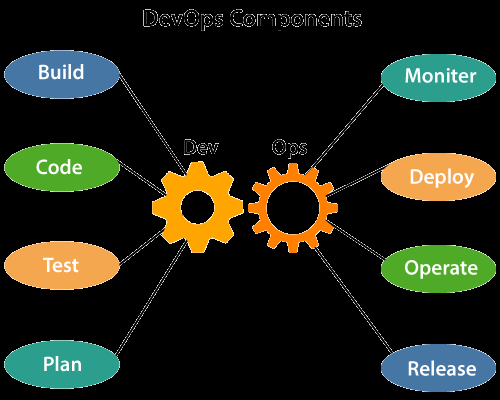 DevOps Components
Build
Moniter
Dev
Ops
Code
Deploy
Test
Operate
Plan
Release